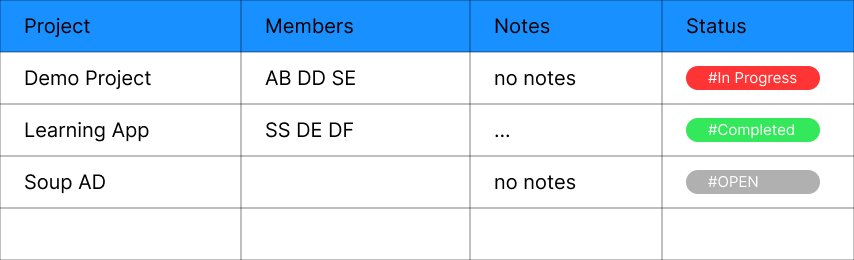 Project Members Notes Status
Demo Project AB DD SE no notes #In Progress
Learning App SS DE DF ... #Completed
Soup AD no notes #OPEN